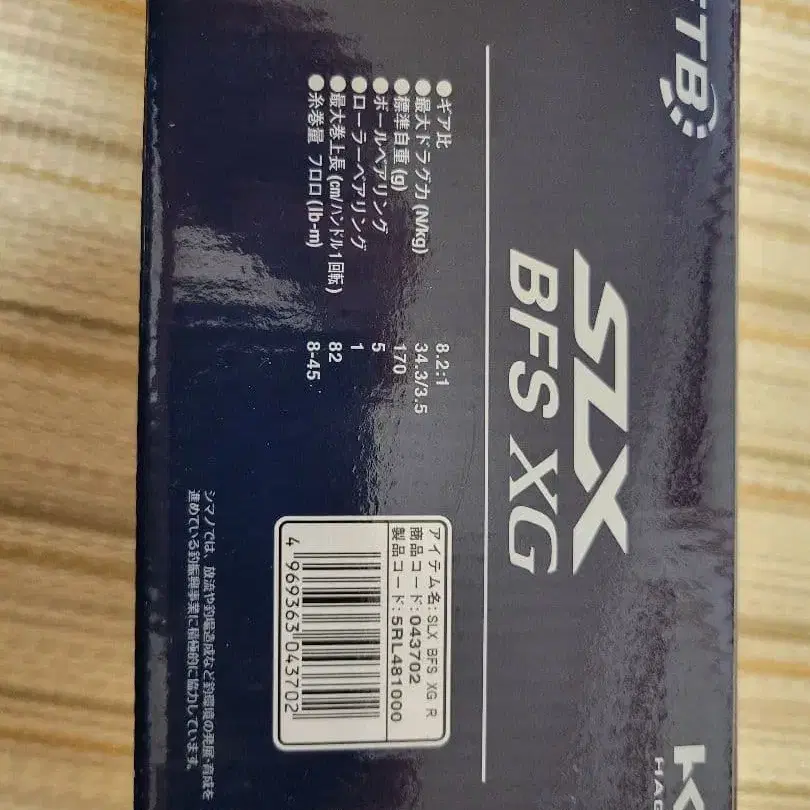 FTB
SLX
BFS XG
●ギア比 8.2:1
●最大ドラグ力 (N/kg) 34.3/3.5
●標準自重 (g) 170
●ボールベアリング 5
●ローラーベアリング 1
●最大巻上長 (cm/ハンドル1回転) 82
●糸巻量 フロロ (lb-m) 8-45
アイテム名: SLX BFS XG R
商品コード: 043702
製品コード: 5RL481000
4 969363 043702
シマノでは、放流や釣場造成など釣環境の発展・育成を
進めている釣振興事業に積極的に協力しています。
HAG